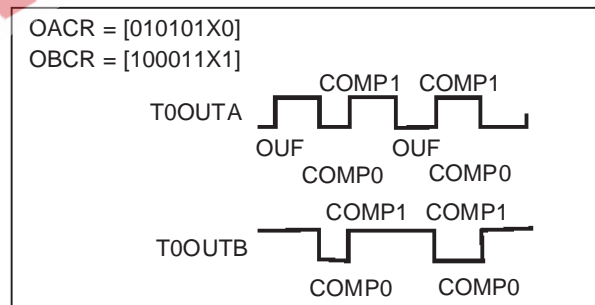 OACR = [010101X0]
OBCR = [100011X1]
COMP1 COMP1
T0OUTA
OUF OUF
COMP0 COMP0
COMP1 COMP1
T0OUTB
COMP0 COMP0